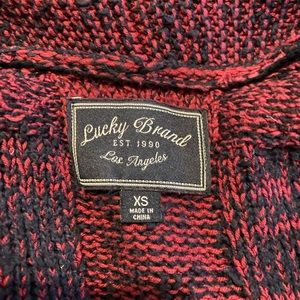 Lucky Brand
EST. 1990
Los Angeles
XS
MADE IN
CHINA